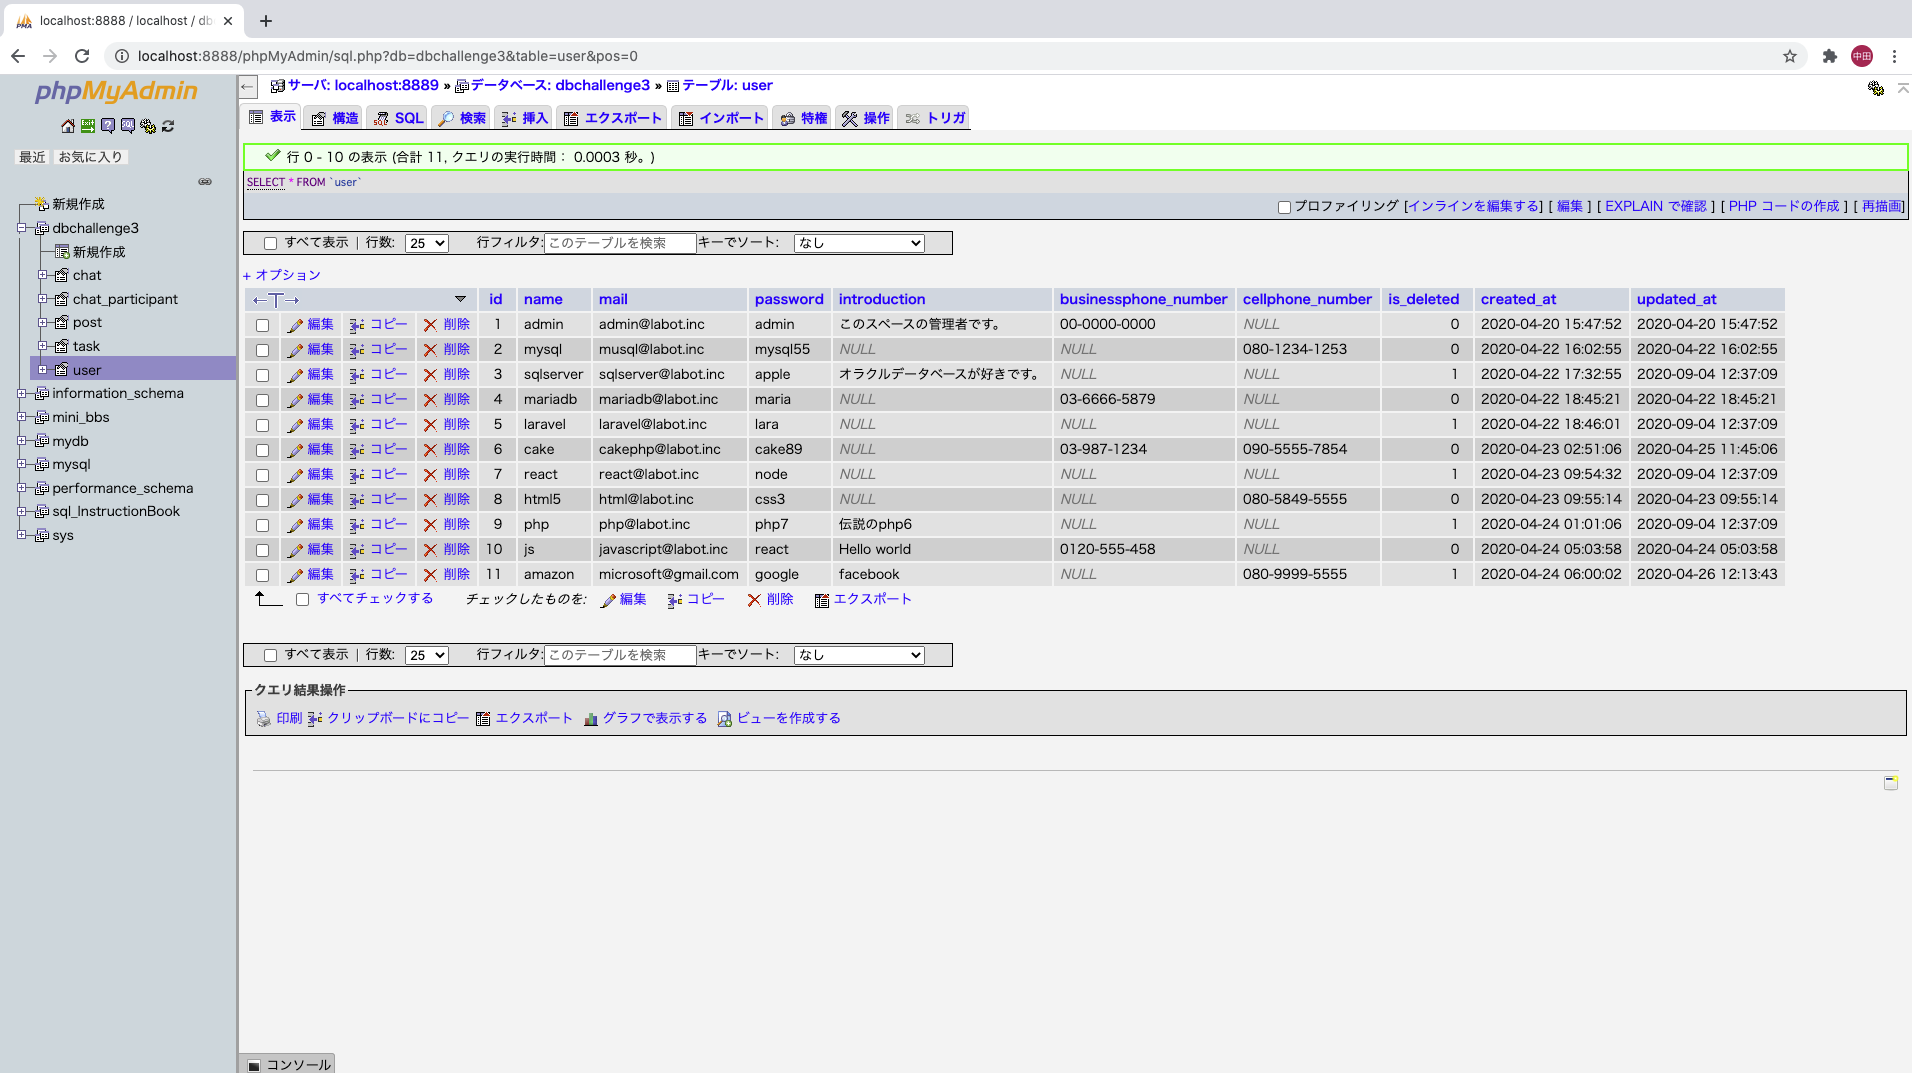 localhost:8888 / localhost / db
localhost:8888/phpMyAdmin/sql.php?db=dbchallenge3&table=user&pos=0
中田
phpMyAdmin
最近 お気に入り
新規作成
dbchallenge3
新規作成
chat
chat_participant
post
task
user
information_schema
mini_bbs
mydb
mysql
performance_schema
sql_InstructionBook
sys
サーバ: localhost:8889 » データベース: dbchallenge3 » テーブル: user
表示 構造 SQL 検索 挿入 エクスポート インポート 特権 操作 トリガ
行 0 - 10 の表示 (合計 11, クエリの実行時間： 0.0003 秒。)
SELECT * FROM `user`
プロファイリング [インラインを編集する] [ 編集 ] [ EXPLAIN で確認 ] [ PHP コードの作成 ] [ 再描画]
すべて表示 | 行数: 25 行フィルタ: このテーブルを検索 キーでソート: なし
+ オプション
←T→ id name mail password introduction businessphone_number cellphone_number is_deleted created_at updated_at
編集 コピー 削除 1 admin admin@labot.inc admin このスペースの管理者です。 00-0000-0000 NULL 0 2020-04-20 15:47:52 2020-04-20 15:47:52
編集 コピー 削除 2 mysql musql@labot.inc mysql55 NULL NULL 080-1234-1253 0 2020-04-22 16:02:55 2020-04-22 16:02:55
編集 コピー 削除 3 sqlserver sqlserver@labot.inc apple オラクルデータベースが好きです。 NULL NULL 1 2020-04-22 17:32:55 2020-09-04 12:37:09
編集 コピー 削除 4 mariadb mariadb@labot.inc maria NULL 03-6666-5879 NULL 0 2020-04-22 18:45:21 2020-04-22 18:45:21
編集 コピー 削除 5 laravel laravel@labot.inc lara NULL NULL NULL 1 2020-04-22 18:46:01 2020-09-04 12:37:09
編集 コピー 削除 6 cake cakephp@labot.inc cake89 NULL 03-987-1234 090-5555-7854 0 2020-04-23 02:51:06 2020-04-25 11:45:06
編集 コピー 削除 7 react react@labot.inc node NULL NULL NULL 1 2020-04-23 09:54:32 2020-09-04 12:37:09
編集 コピー 削除 8 html5 html@labot.inc css3 NULL NULL 080-5849-5555 0 2020-04-23 09:55:14 2020-04-23 09:55:14
編集 コピー 削除 9 php php@labot.inc php7 伝説のphp6 NULL NULL 1 2020-04-24 01:01:06 2020-09-04 12:37:09
編集 コピー 削除 10 js javascript@labot.inc react Hello world 0120-555-458 NULL 0 2020-04-24 05:03:58 2020-04-24 05:03:58
編集 コピー 削除 11 amazon microsoft@gmail.com google facebook NULL 080-9999-5555 1 2020-04-24 06:00:02 2020-04-26 12:13:43
すべてチェックする チェックしたものを: 編集 コピー 削除 エクスポート
すべて表示 | 行数: 25 行フィルタ: このテーブルを検索 キーでソート: なし
クエリ結果操作
印刷 クリップボードにコピー エクスポート グラフで表示する ビューを作成する
コンソール